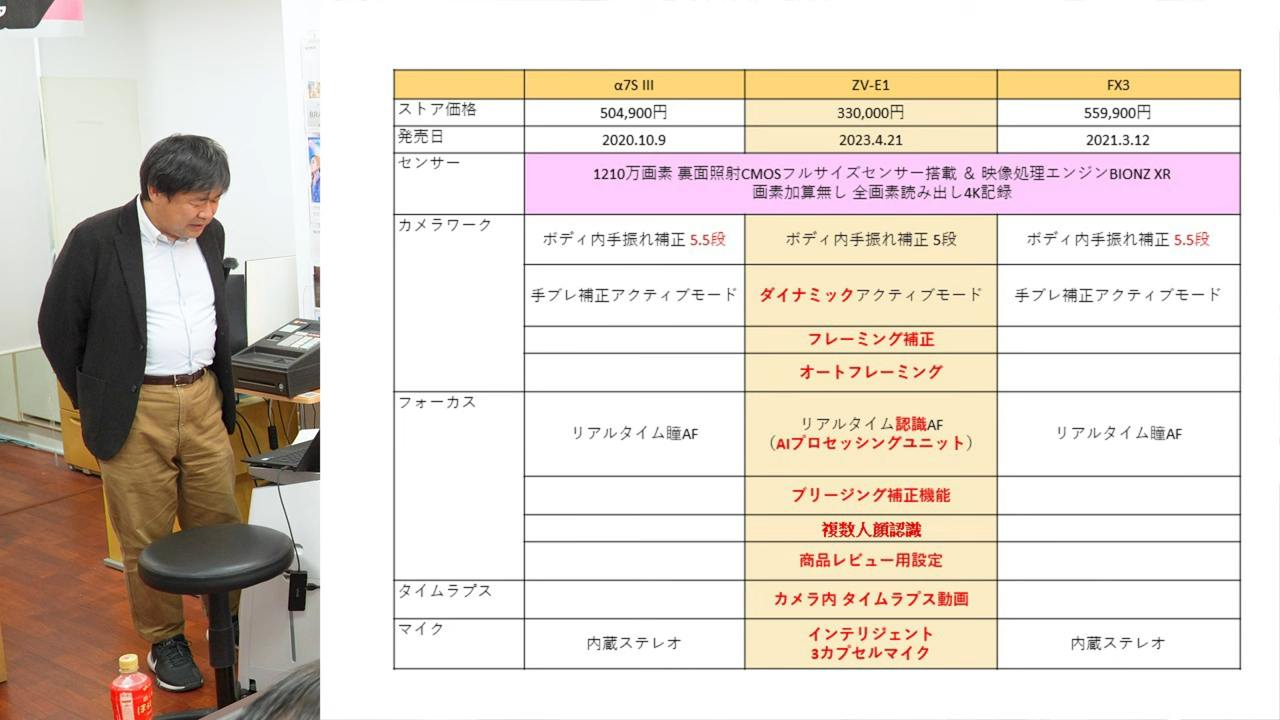 α7S III ZV-E1 FX3
ストア価格 504,900円 330,000円 559,900円
発売日 2020.10.9 2023.4.21 2021.3.12
センサー
1210万画素 裏面照射CMOSフルサイズセンサー搭載 & 映像処理エンジンBIONZ XR
画素加算無し 全画素読み出し4K記録
カメラワーク
ボディ内手振れ補正 5.5段 ボディ内手振れ補正 5段 ボディ内手振れ補正 5.5段
手ブレ補正アクティブモード ダイナミックアクティブモード 手ブレ補正アクティブモード
フレーミング補正
オートフレーミング
フォーカス
リアルタイム瞳AF
リアルタイム認識AF
(AIプロセッシングユニット)
リアルタイム瞳AF
ブリージング補正機能
複数人顔認識
商品レビュー用設定
タイムラプス カメラ内 タイムラプス動画
マイク
内蔵ステレオ
インテリジェント
3カプセルマイク
内蔵ステレオ